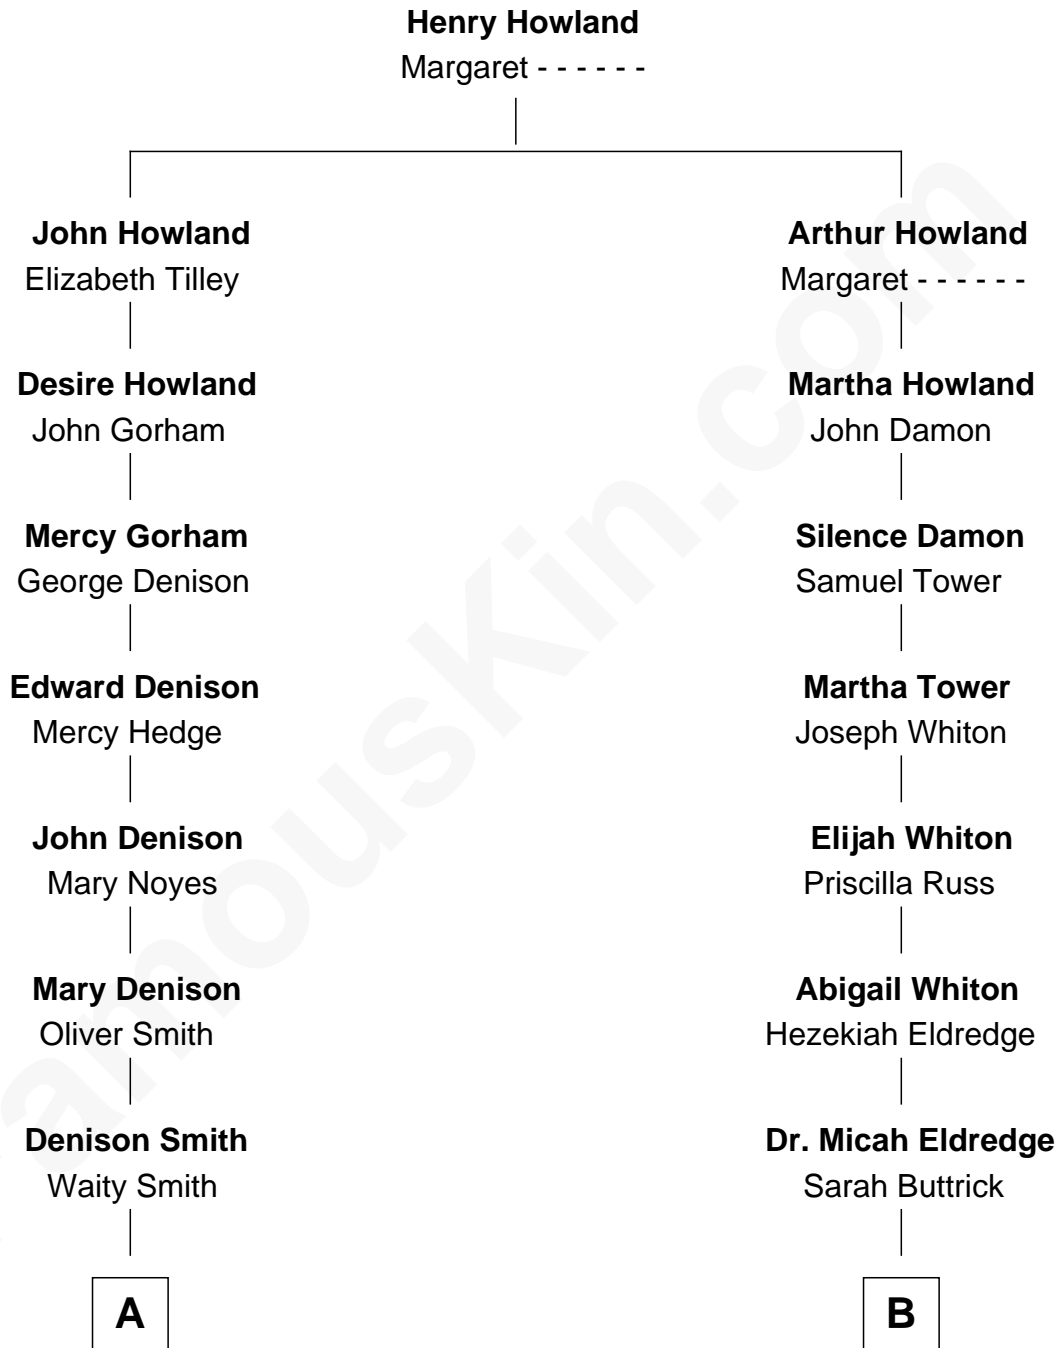 Henry Howland
Margaret - - - - - -
John Howland
Elizabeth Tilley
Arthur Howland
Margaret - - - - - -
Desire Howland
John Gorham
Martha Howland
John Damon
Mercy Gorham
George Denison
Silence Damon
Samuel Tower
Edward Denison
Mercy Hedge
Martha Tower
Joseph Whiton
John Denison
Mary Noyes
Elijah Whiton
Priscilla Russ
Mary Denison
Oliver Smith
Abigail Whiton
Hezekiah Eldredge
Denison Smith
Waity Smith
Dr. Micah Eldredge
Sarah Buttrick
A
B
amousKin.com